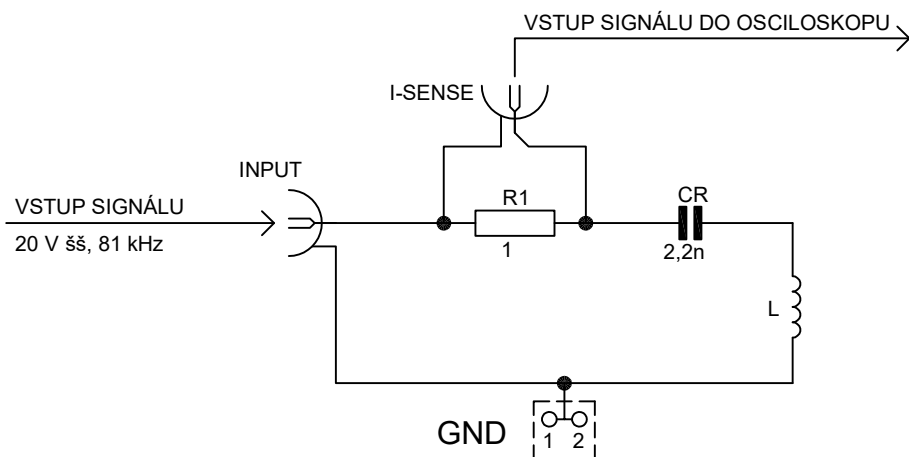 VSTUP SIGNÁLU DO OSCILOSKOPU
I-SENSE
INPUT
VSTUP SIGNÁLU
20 V šš, 81 kHz
R1
1
CR
2,2n
L
GND
1 2